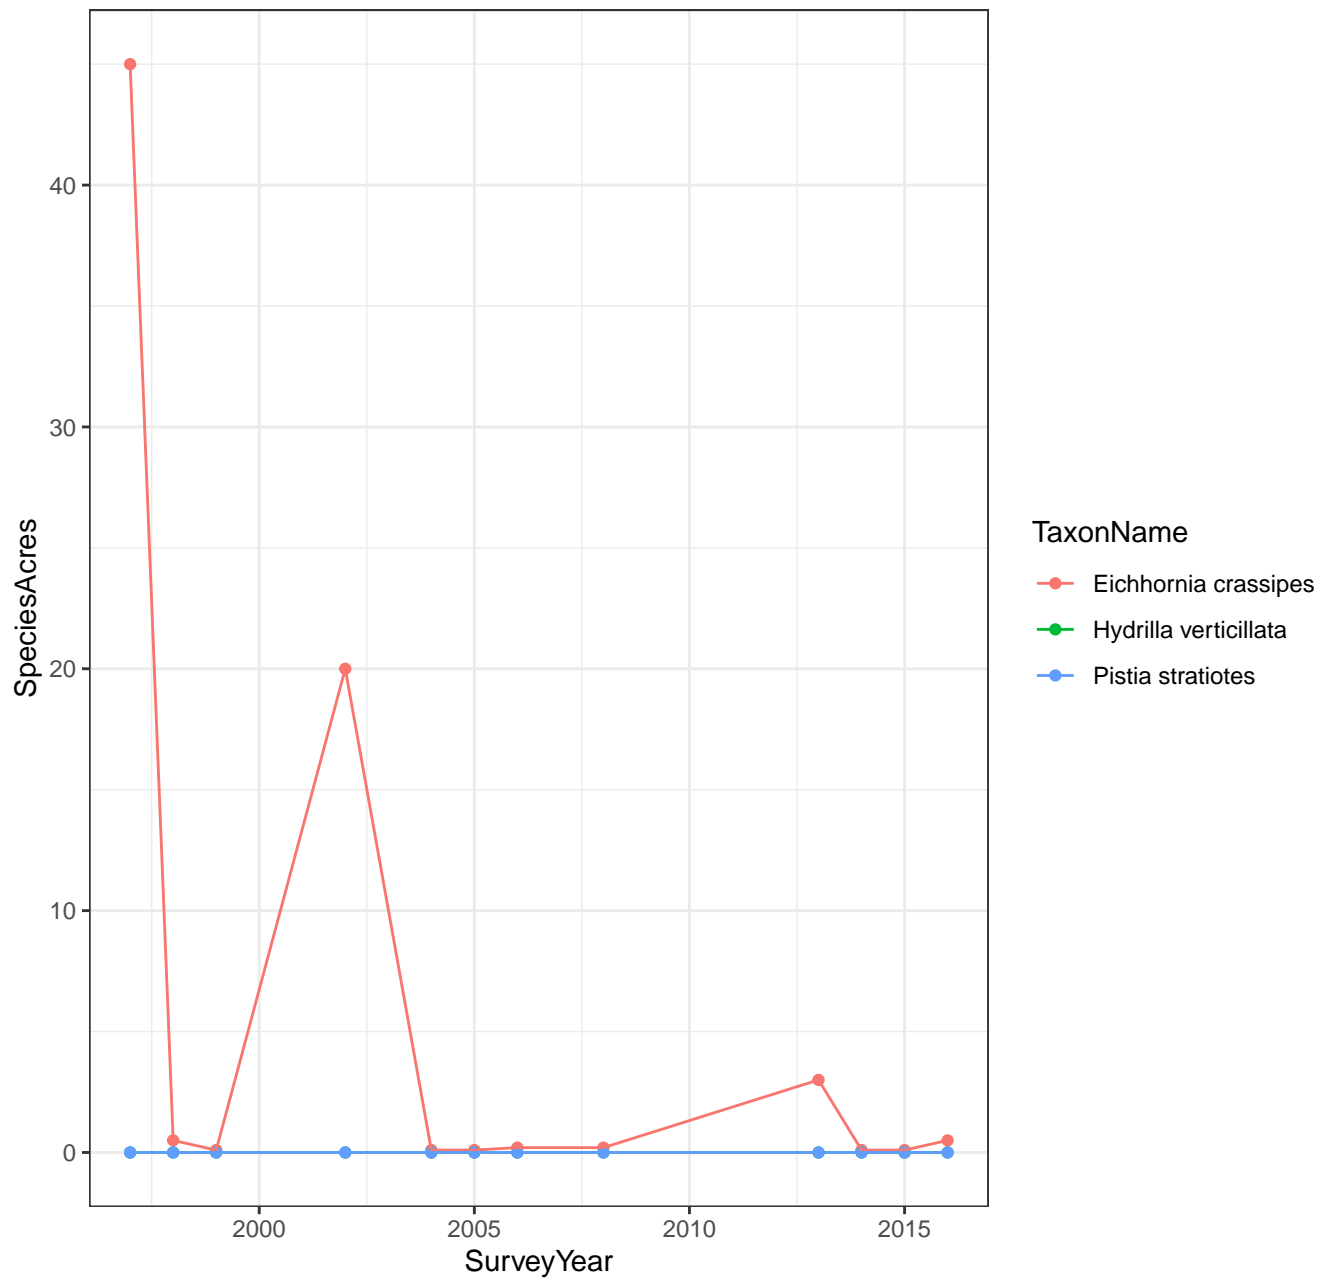 SpeciesAcres
40
30
20
10
0
2000 2005 2010 2015
SurveyYear
TaxonName
Eichhornia crassipes
Hydrilla verticillata
Pistia stratiotes